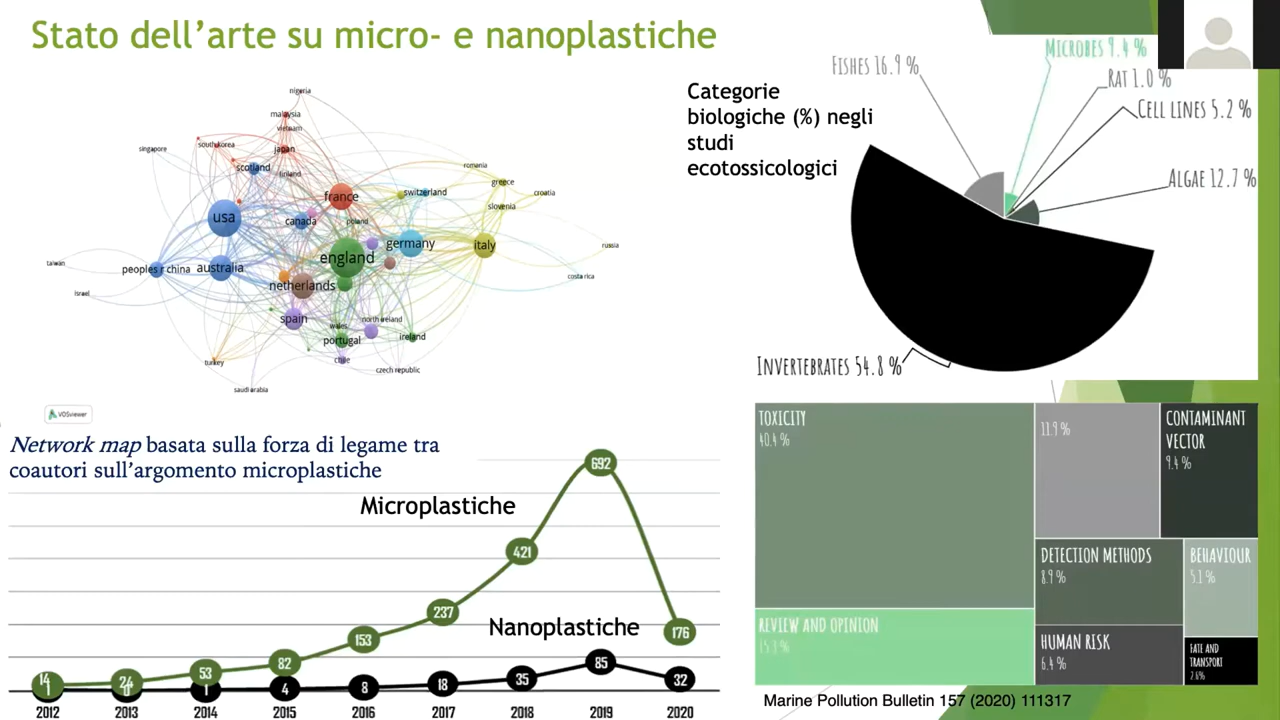 Stato dell'arte su micro- e nanoplastiche
nigeria
malaysia
vietnam
south korea
japan
singapore
scotland
finland
romania
france
switzerland
greece
croatia
usa
canada
poland
slovenia
germany
italy
russia
england
taiwan
peoples r china
australia
costa rica
netherlands
israel
spain
wales
north ireland
portugal
ireland
turkey
chile
czech republic
saudi arabia
VOSviewer
Categorie
biologiche (%) negli
studi
ecotossicologici
FISHES 16.9 %
MICROBES 9.4 %
RAT 1.0 %
CELL LINES 5.2 %
ALGAE 12.7 %
INVERTEBRATES 54.8 %
Network map basata sulla forza di legame tra
coautori sull'argomento microplastiche
Microplastiche
Nanoplastiche
14
24
53
82
153
237
421
692
176
1
1
4
8
18
35
85
32
2012
2013
2014
2015
2016
2017
2018
2019
2020
TOXICITY
40.4 %
11.9 %
CONTAMINANT
VECTOR
9.4 %
DETECTION METHODS
8.9 %
BEHAVIOUR
5.1 %
REVIEW AND OPINION
15.3 %
HUMAN RISK
6.4 %
FATE AND
TRANSPORT
2.6%
Marine Pollution Bulletin 157 (2020) 111317